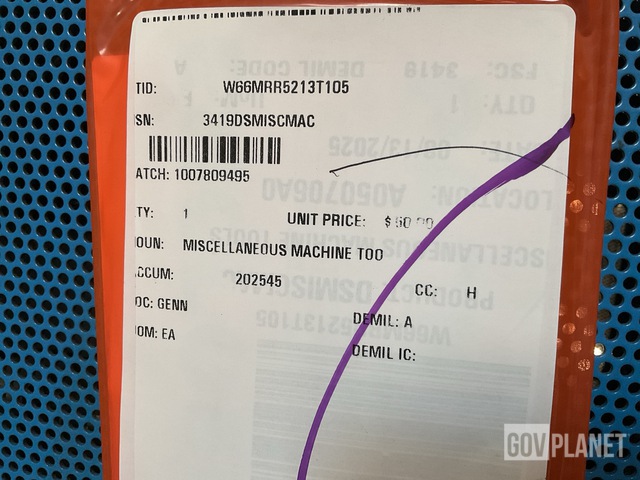 TID: W66MRR5213T105
SN: 3419DSMISCMAC
ATCH: 1007809495
TY: 1 UNIT PRICE: $
OUN: MISCELLANEOUS MACHINE TOO
CCUM: 202545 CC: H
OC: GENN DEMIL: A
OM: EA DEMIL IC:
GOVPLANET